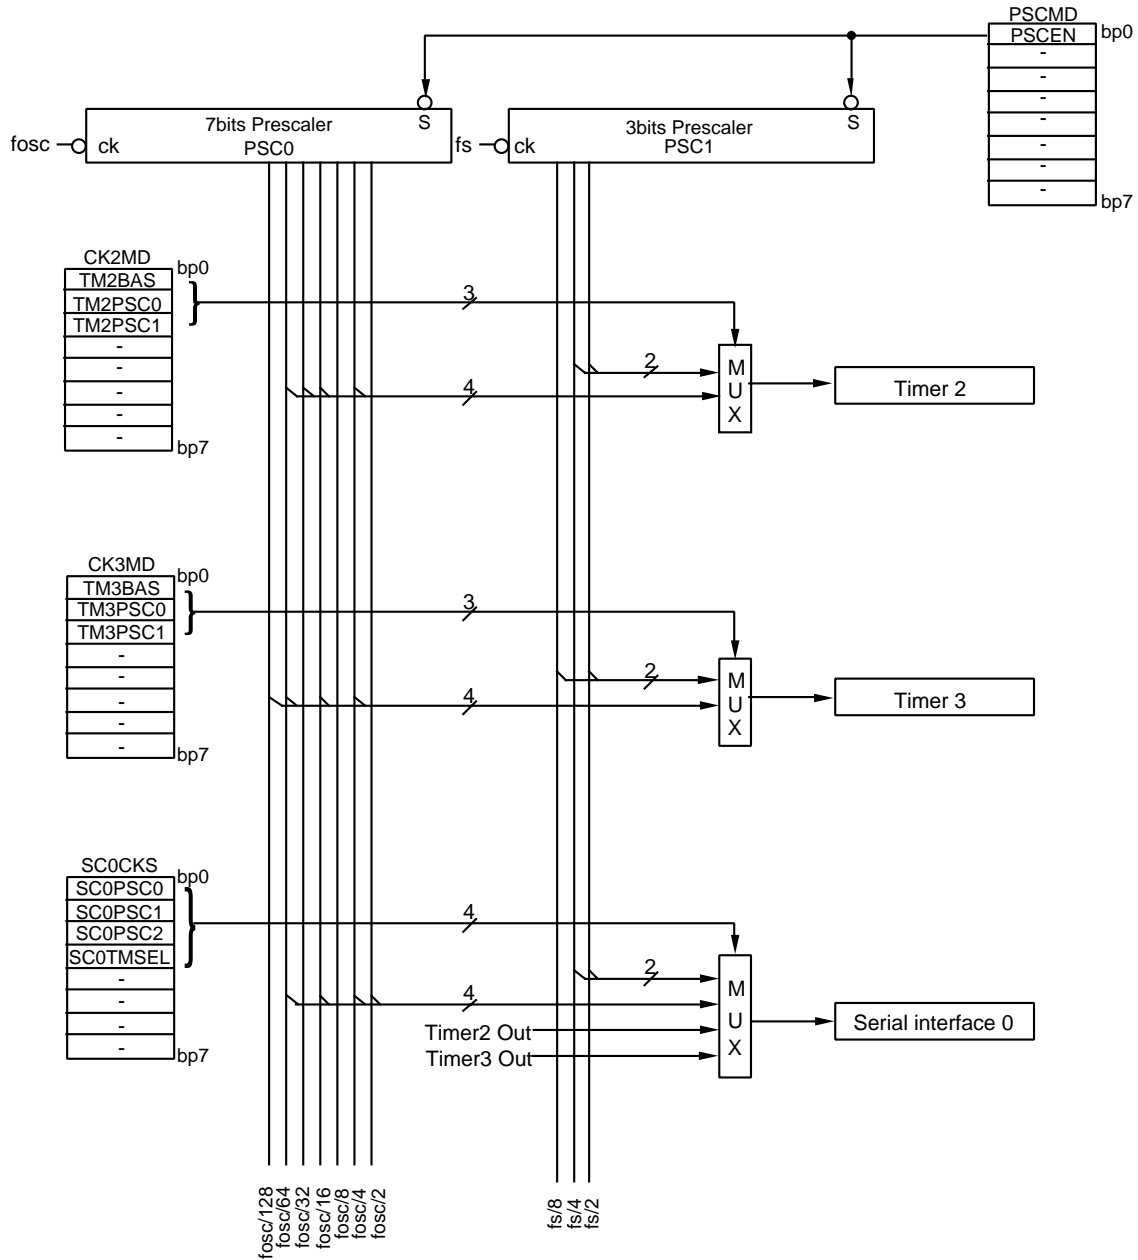 PSCMD
PSCEN
bp0
-
-
-
-
-
-
-
bp7
7bits Prescaler
PSC0
S
fosc
ck
3bits Prescaler
PSC1
S
fs
ck
CK2MD
bp0
TM2BAS
TM2PSC0
TM2PSC1
-
-
-
-
-
bp7
3
2
4
M
U
X
Timer 2
CK3MD
bp0
TM3BAS
TM3PSC0
TM3PSC1
-
-
-
-
-
bp7
3
2
4
M
U
X
Timer 3
SC0CKS
bp0
SC0PSC0
SC0PSC1
SC0PSC2
SC0TMSEL
-
-
-
-
bp7
4
2
4
Timer2 Out
Timer3 Out
M
U
X
Serial interface 0
fosc/128
fosc/64
fosc/32
fosc/16
fosc/8
fosc/4
fosc/2
fs/8
fs/4
fs/2